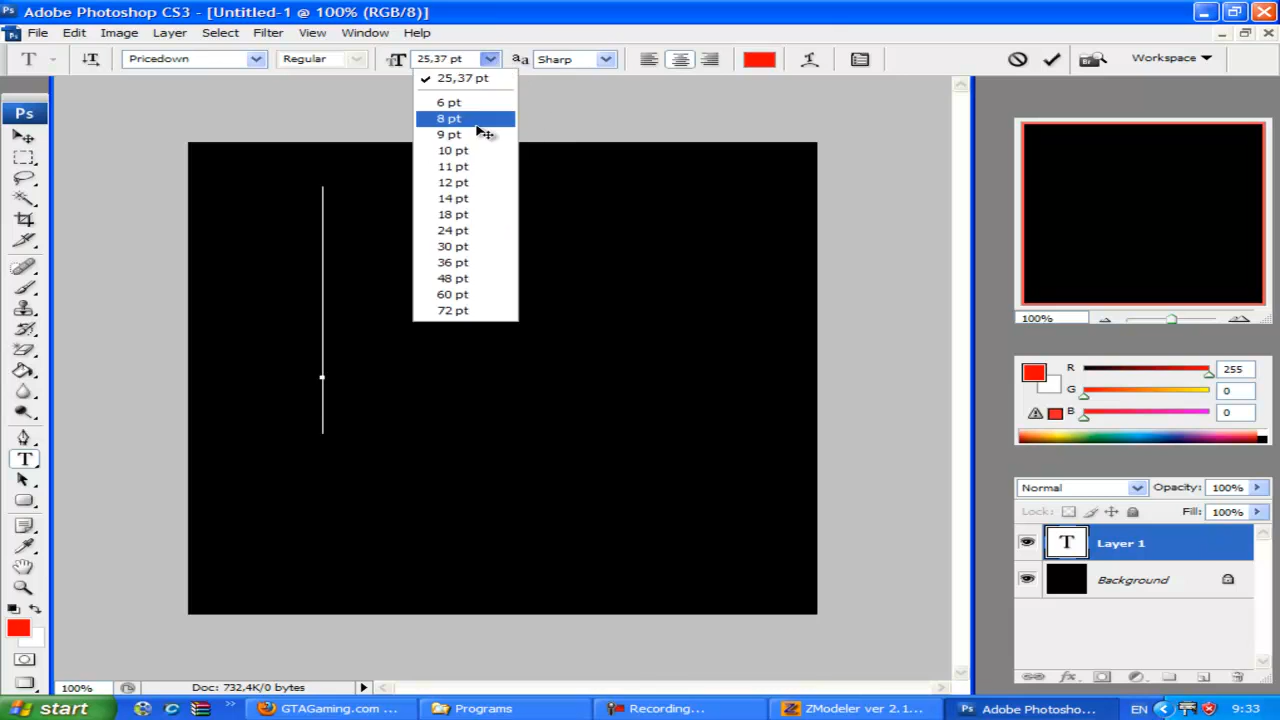 Adobe Photoshop CS3 - [Untitled-1 @ 100% (RGB/8)]
File Edit Image Layer Select Filter View Window Help
T Pricedown Regular T 25,37 pt aa Sharp Workspace
25,37 pt
6 pt
8 pt
9 pt
10 pt
11 pt
12 pt
14 pt
18 pt
24 pt
30 pt
36 pt
48 pt
60 pt
72 pt
Ps
T
100%
R 255
G 0
B 0
Normal Opacity: 100%
Lock: Fill: 100%
T Layer 1
Background
100% Doc: 732,4K/0 bytes
start GTAGaming.com ... Programs Recording... ZModeler ver 2.1... Ps Adobe Photosho... EN 9:33